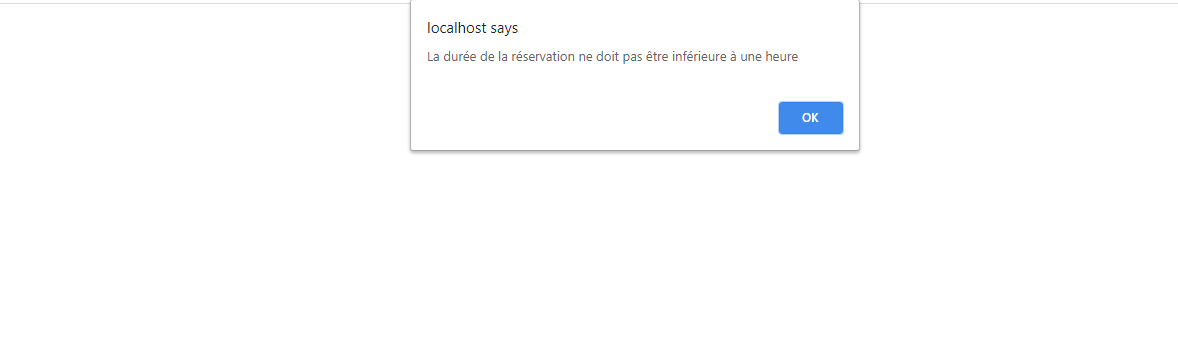 localhost says
La durée de la réservation ne doit pas être inférieure à une heure
OK